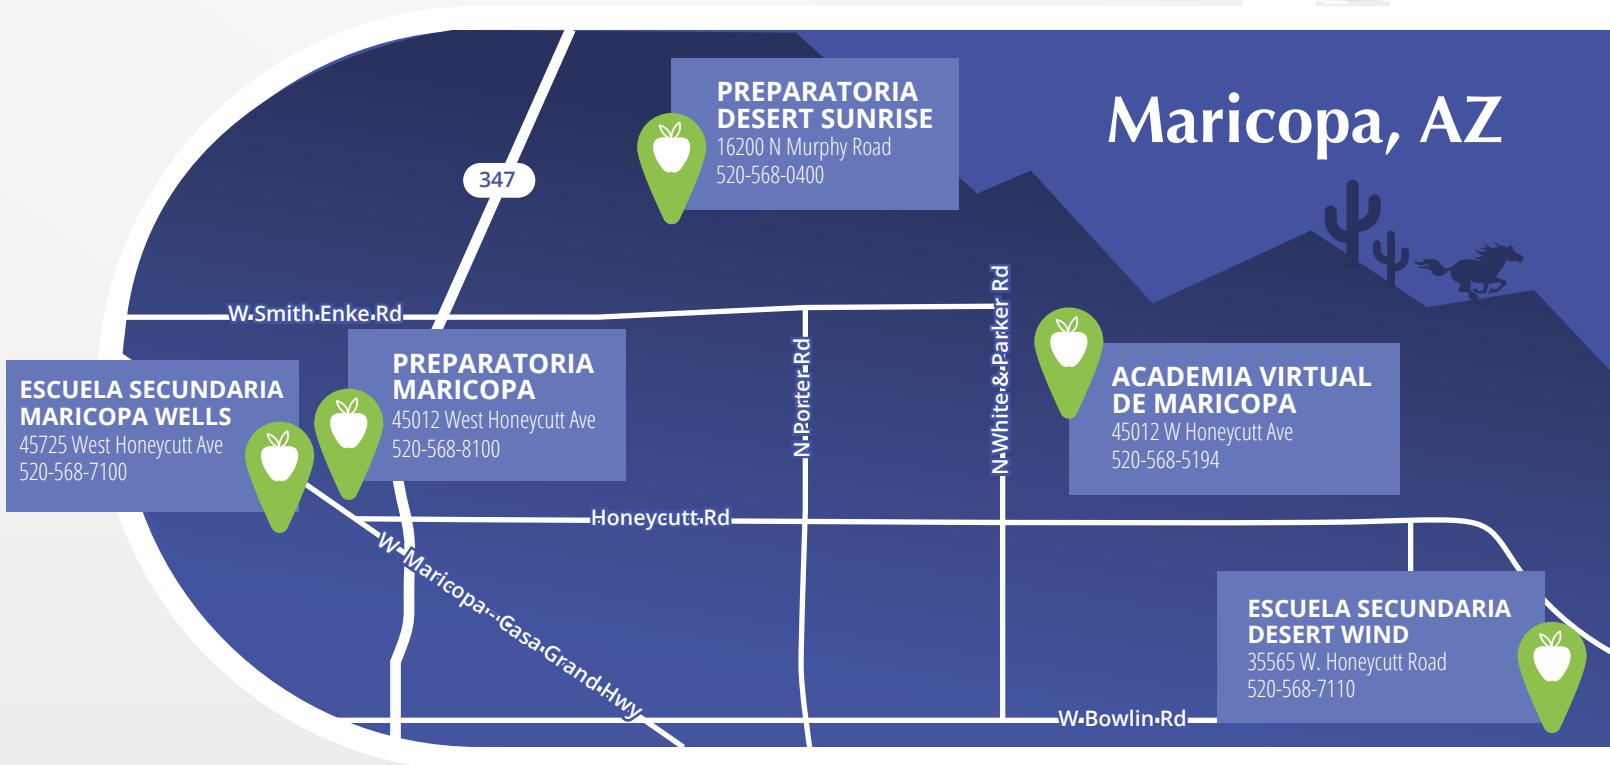 Maricopa, AZ
PREPARATORIA
DESERT SUNRISE
16200 N Murphy Road
520-568-0400
347
W Smith Enke Rd
N White & Parker Rd
N Porter Rd
PREPARATORIA
MARICOPA
45012 West Honeycutt Ave
520-568-8100
ESCUELA SECUNDARIA
MARICOPA WELLS
45725 West Honeycutt Ave
520-568-7100
ACADEMIA VIRTUAL
DE MARICOPA
45012 W Honeycutt Ave
520-568-5194
Honeycutt Rd
W Maricopa - Casa Grand Hwy
ESCUELA SECUNDARIA
DESERT WIND
35565 W. Honeycutt Road
520-568-7110
W Bowlin Rd